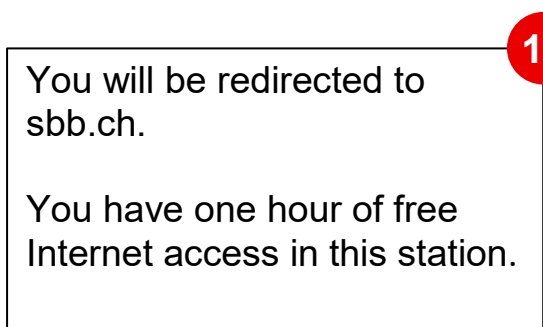 1
You will be redirected to
sbb.ch.
You have one hour of free
Internet access in this station.